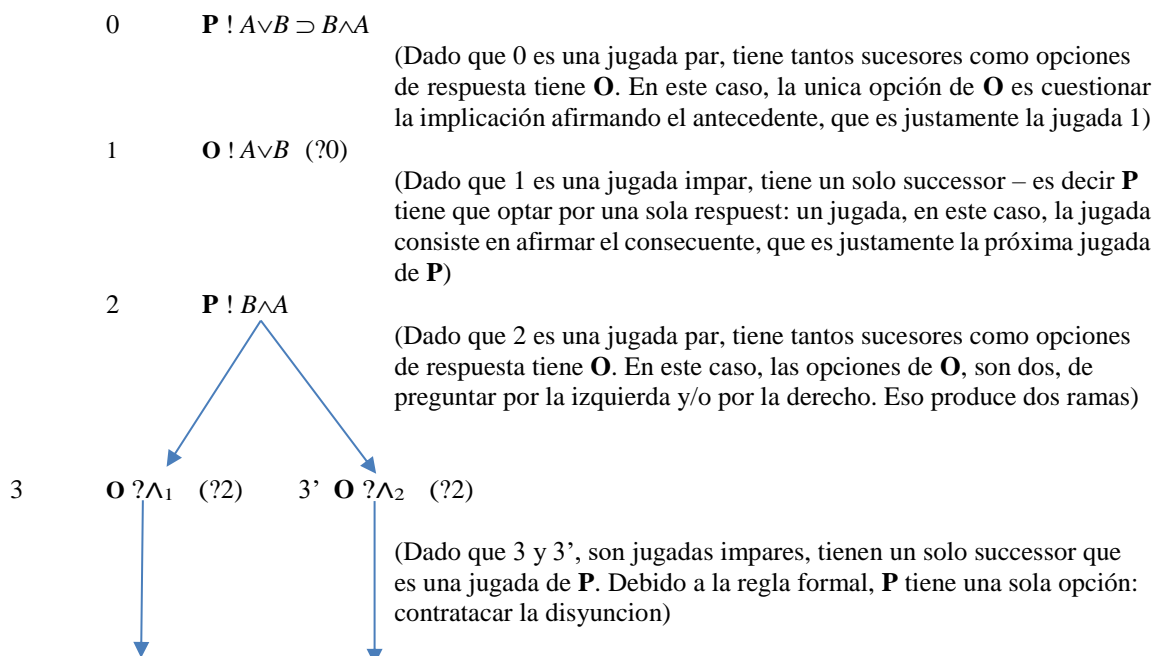 0 P ! A∨B ⊃ B∧A
(Dado que 0 es una jugada par, tiene tantos sucesores como opciones
de respuesta tiene O. En este caso, la unica opción de O es cuestionar
la implicación afirmando el antecedente, que es justamente la jugada 1)
1 O ! A∨B (?0)
(Dado que 1 es una jugada impar, tiene un solo successor – es decir P
tiene que optar por una sola respuest: un jugada, en este caso, la jugada
consiste en afirmar el consecuente, que es justamente la próxima jugada
de P)
2 P ! B∧A
(Dado que 2 es una jugada par, tiene tantos sucesores como opciones
de respuesta tiene O. En este caso, las opciones de O, son dos, de
preguntar por la izquierda y/o por la derecho. Eso produce dos ramas)
3 O ?∧₁ (?2) 3’ O ?∧₂ (?2)
(Dado que 3 y 3’, son jugadas impares, tienen un solo successor que
es una jugada de P. Debido a la regla formal, P tiene una sola opción:
contratacar la disyuncion)